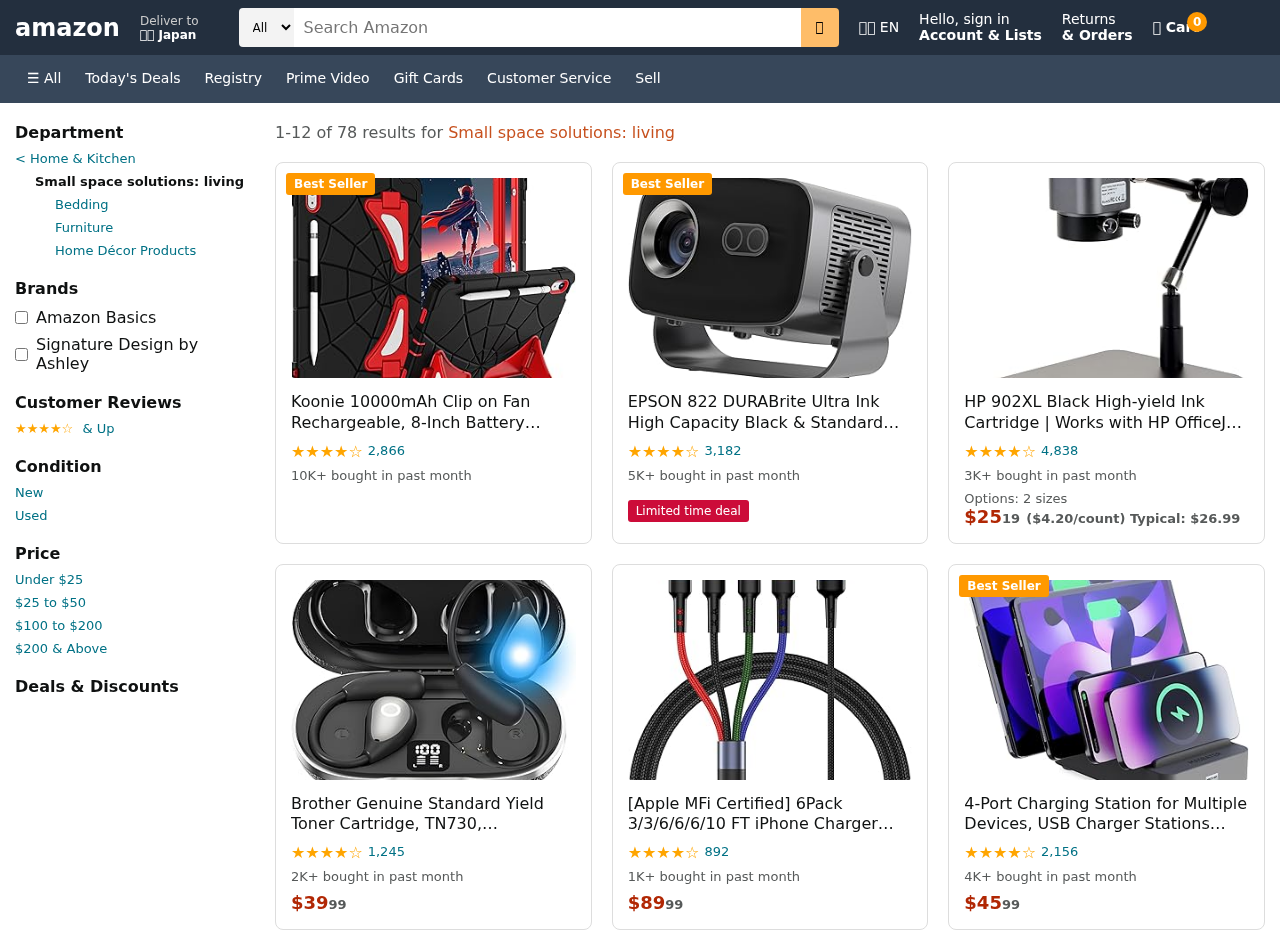 amazon
Deliver to
Japan
All
Search Amazon
EN
Hello, sign in
Account & Lists
Returns
& Orders
0
☰ All
Today's Deals
Registry
Prime Video
Gift Cards
Customer Service
Sell
Department
< Home & Kitchen
Small space solutions: living
Bedding
Furniture
Home Décor Products
Brands
Amazon Basics
Signature Design by
Ashley
Customer Reviews
★★★★☆ & Up
Condition
New
Used
Price
Under $25
$25 to $50
$100 to $200
$200 & Above
Deals & Discounts
1-12 of 78 results for Small space solutions: living
Best Seller
Koonie 10000mAh Clip on Fan
Rechargeable, 8-Inch Battery…
★★★★☆ 2,866
10K+ bought in past month
Best Seller
EPSON 822 DURABrite Ultra Ink
High Capacity Black & Standard…
★★★★☆ 3,182
5K+ bought in past month
Limited time deal
HP 902XL Black High-yield Ink
Cartridge | Works with HP OfficeJ…
★★★★☆ 4,838
3K+ bought in past month
Options: 2 sizes
$2519 ($4.20/count) Typical: $26.99
Brother Genuine Standard Yield
Toner Cartridge, TN730,…
★★★★☆ 1,245
2K+ bought in past month
$3999
[Apple MFi Certified] 6Pack
3/3/6/6/6/10 FT iPhone Charger…
★★★★☆ 892
1K+ bought in past month
$8999
Best Seller
4-Port Charging Station for Multiple
Devices, USB Charger Stations…
★★★★☆ 2,156
4K+ bought in past month
$4599